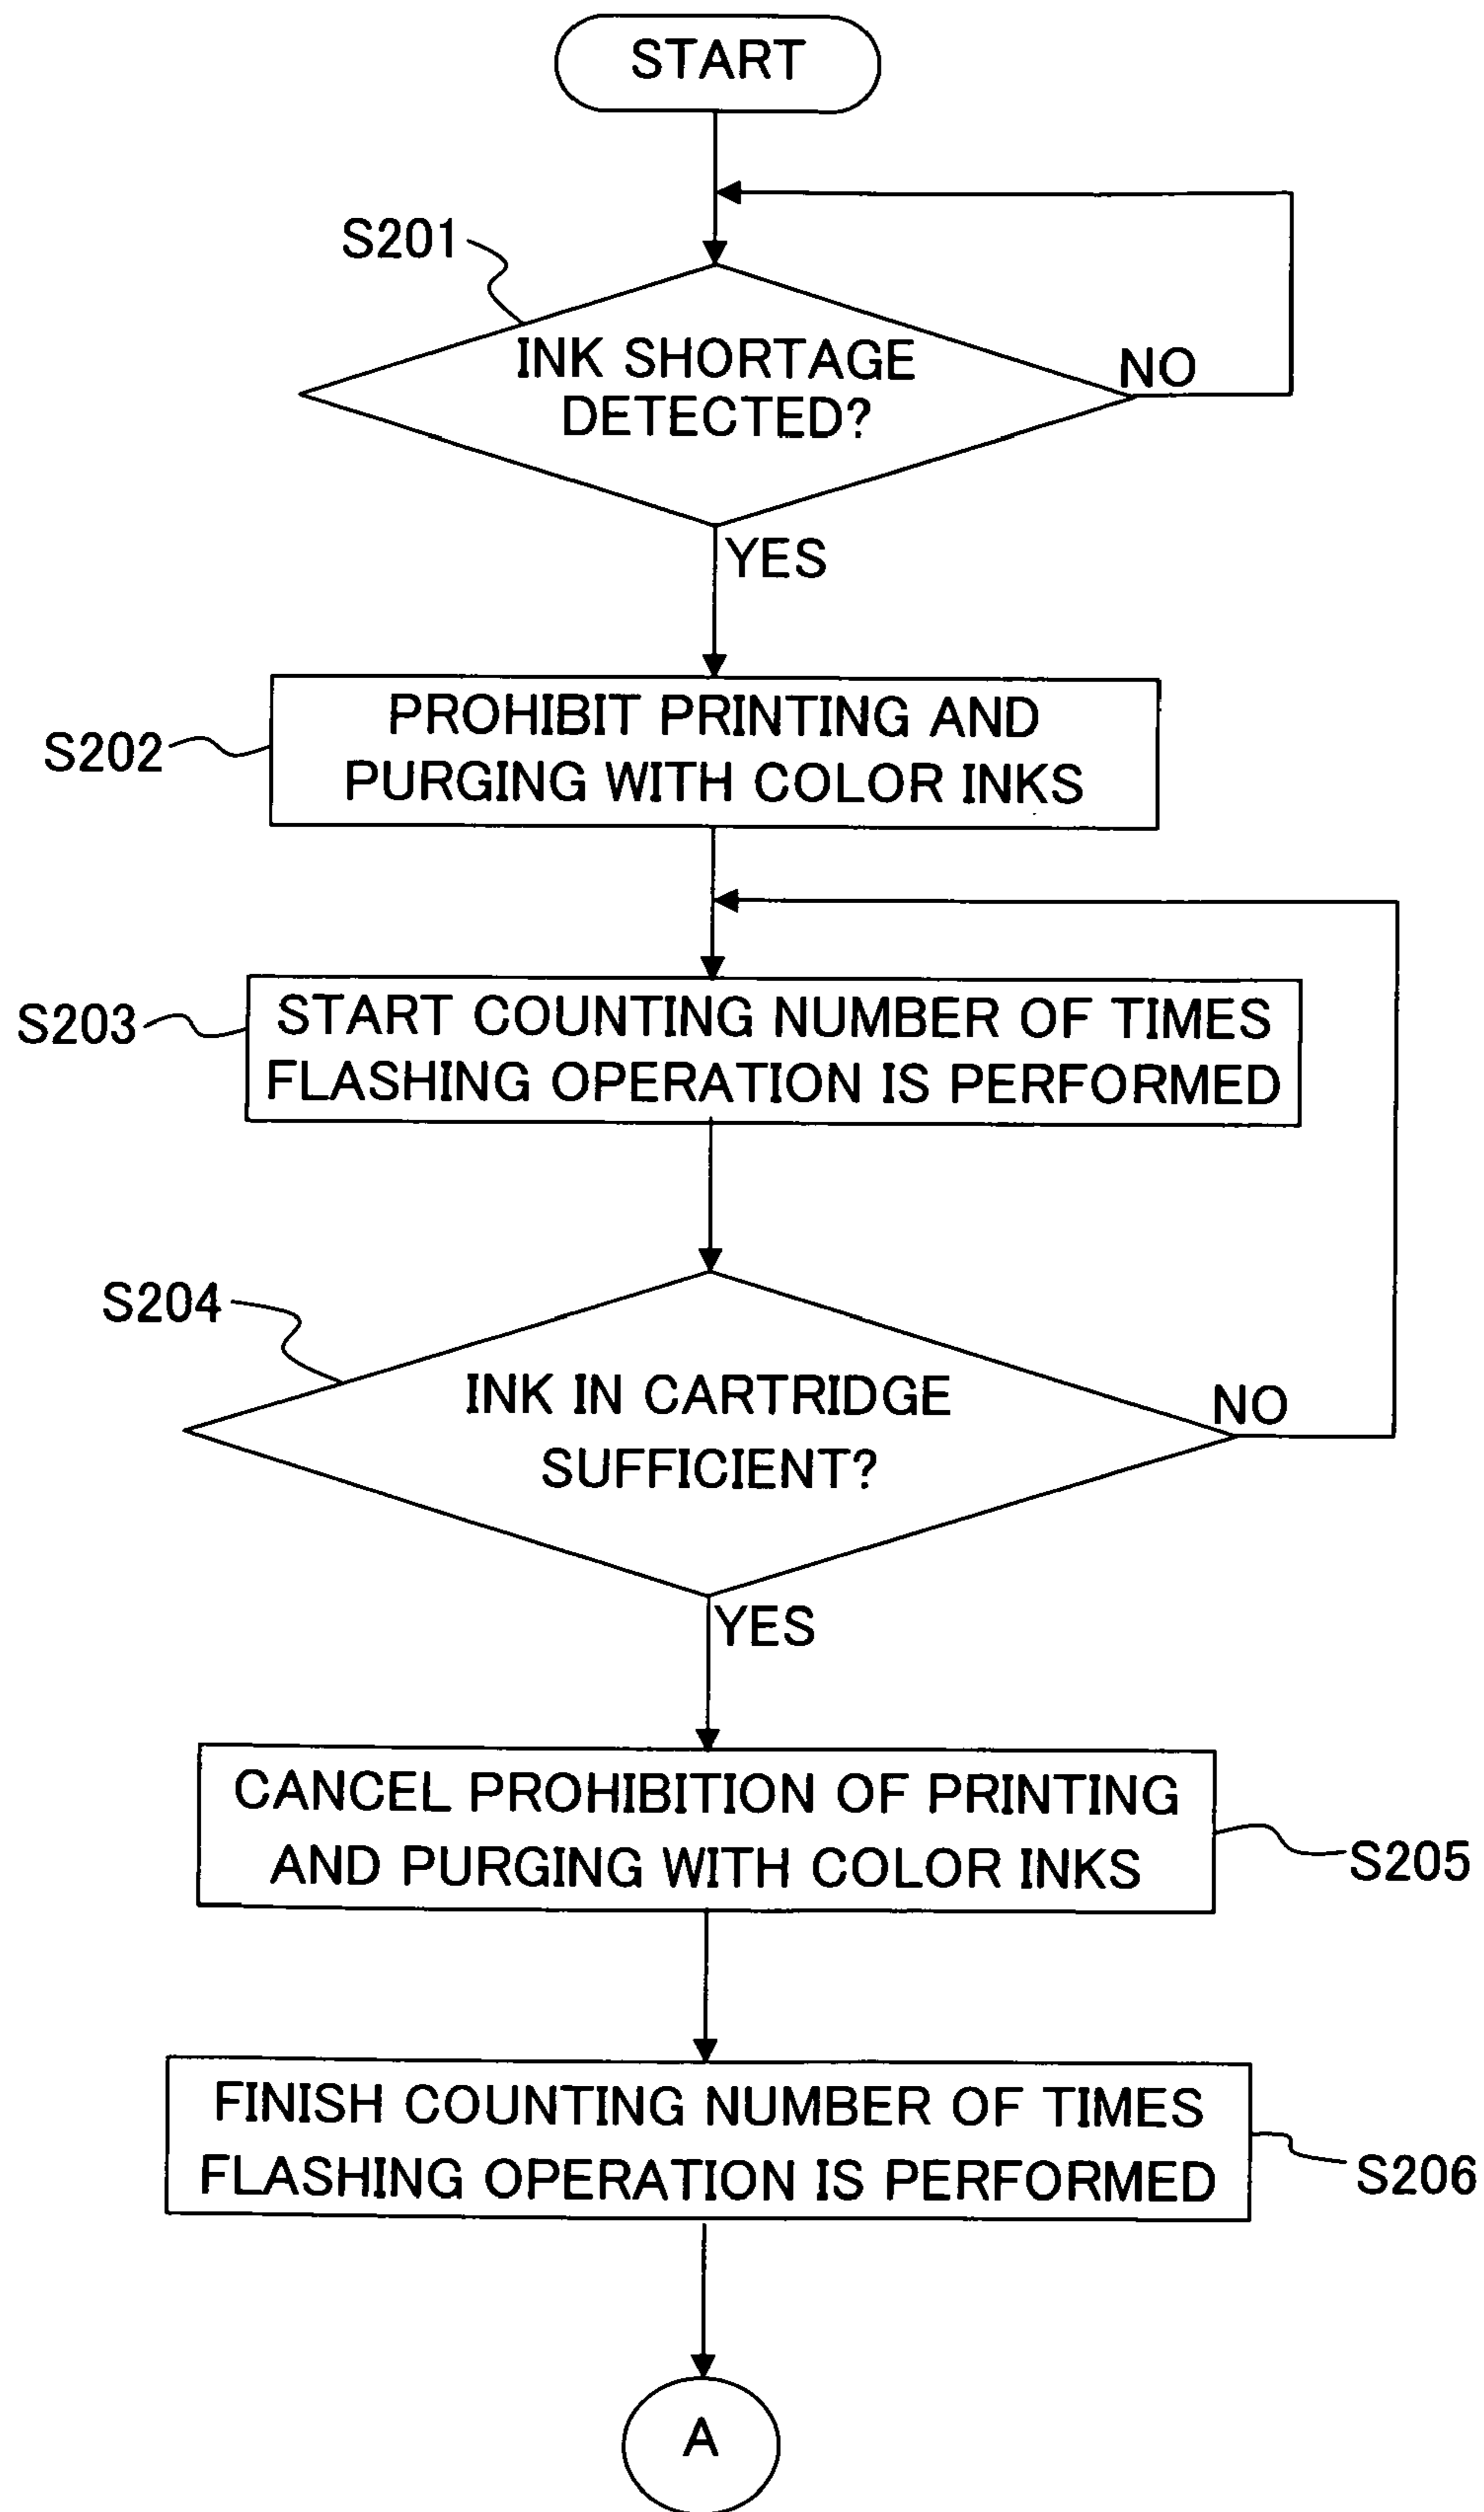 START
S201
INK SHORTAGE
DETECTED?
NO
YES
S202
PROHIBIT PRINTING AND
PURGING WITH COLOR INKS
S203
START COUNTING NUMBER OF TIMES
FLASHING OPERATION IS PERFORMED
S204
INK IN CARTRIDGE
SUFFICIENT?
NO
YES
CANCEL PROHIBITION OF PRINTING
AND PURGING WITH COLOR INKS
S205
FINISH COUNTING NUMBER OF TIMES
FLASHING OPERATION IS PERFORMED
S206
A